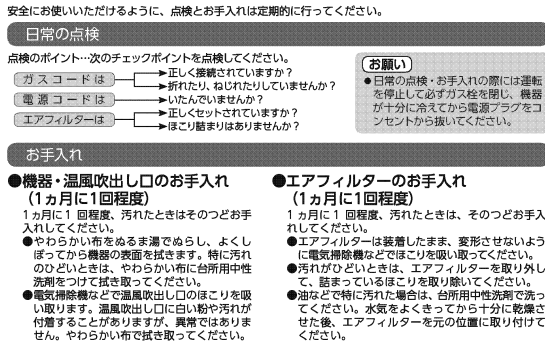 安全にお使いいただけるように、点検とお手入れは定期的に行ってください。
日常の点検
点検のポイント…次のチェックポイントを点検してください。
ガスコードは
正しく接続されていますか？
折れたり、ねじれたりしていませんか？
電源コードは
いたんでいませんか？
エアフィルターは
正しくセットされていますか？
ほこり詰まりはありませんか？
お願い
●日常の点検・お手入れの際には運転
を停止して必ずガス栓を閉じ、機器
が十分に冷えてから電源プラグをコ
ンセントから抜いてください。
お手入れ
●機器・温風吹出し口のお手入れ
（1ヵ月に1回程度）
1ヵ月に1 回程度、汚れたときはそのつどお手
入れしてください。
●やわらかい布をぬるま湯でぬらし、よくし
ぼってから機器の表面を拭きます。特に汚れ
のひどいときは、やわらかい布に台所用中性
洗剤をつけて拭き取ってください。
●電気掃除機などで温風吹出し口のほこりを吸
い取ります。温風吹出し口に白い粉や汚れが
付着することがありますが、異常ではありま
せん。やわらかい布で拭き取ってください。
●エアフィルターのお手入れ
（1ヵ月に1回程度）
1ヵ月に1 回程度、汚れたときは、そのつどお手入
れしてください。
●エアフィルターは装着したまま、変形させないよう
に電気掃除機などでほこりを吸い取ってください。
●汚れがひどいときは、エアフィルターを取り外し
て、詰まっているほこりを取り除いてください。
●油などで特に汚れた場合は、台所用中性洗剤で洗っ
てください。水気をよくきってから十分に乾燥さ
せた後、エアフィルターを元の位置に取り付けて
ください。